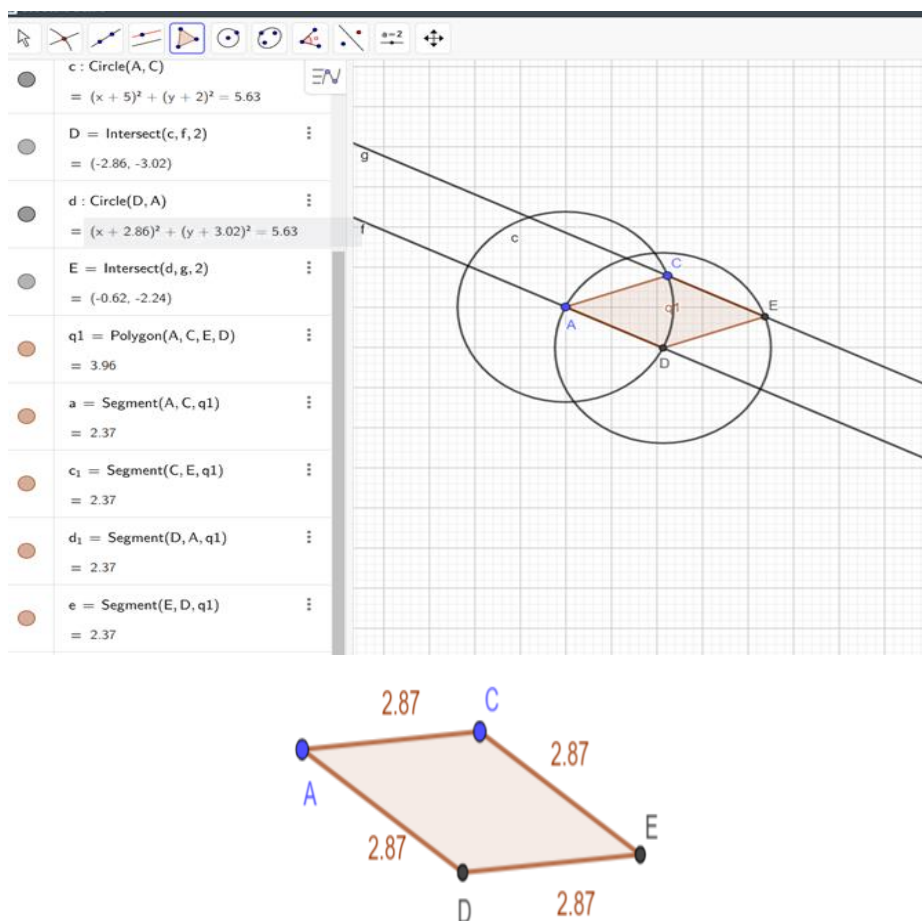 a=2
c : Circle(A, C)
= (x + 5)² + (y + 2)² = 5.63
D = Intersect(c, f, 2)
= (-2.86, -3.02)
d : Circle(D, A)
= (x + 2.86)² + (y + 3.02)² = 5.63
E = Intersect(d, g, 2)
= (-0.62, -2.24)
q1 = Polygon(A, C, E, D)
= 3.96
a = Segment(A, C, q1)
= 2.37
c₁ = Segment(C, E, q1)
= 2.37
d₁ = Segment(D, A, q1)
= 2.37
e = Segment(E, D, q1)
= 2.37
g
f
c
C
q1
E
A
D
2.87
C
2.87
A
E
2.87
2.87
D